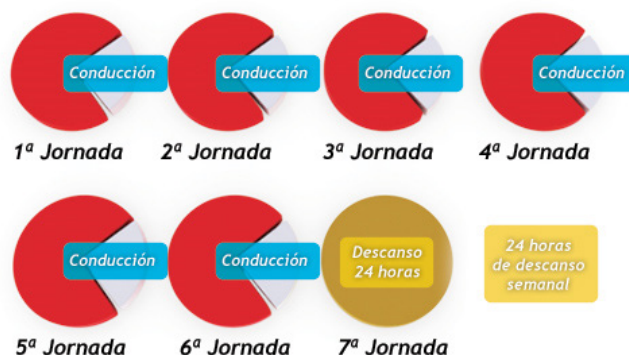 Conducción
Conducción
Conducción
Conducción
1ª Jornada
2ª Jornada
3ª Jornada
4ª Jornada
Conducción
Conducción
Descanso
24 horas
24 horas
de descanso
semanal
5ª Jornada
6ª Jornada
7ª Jornada